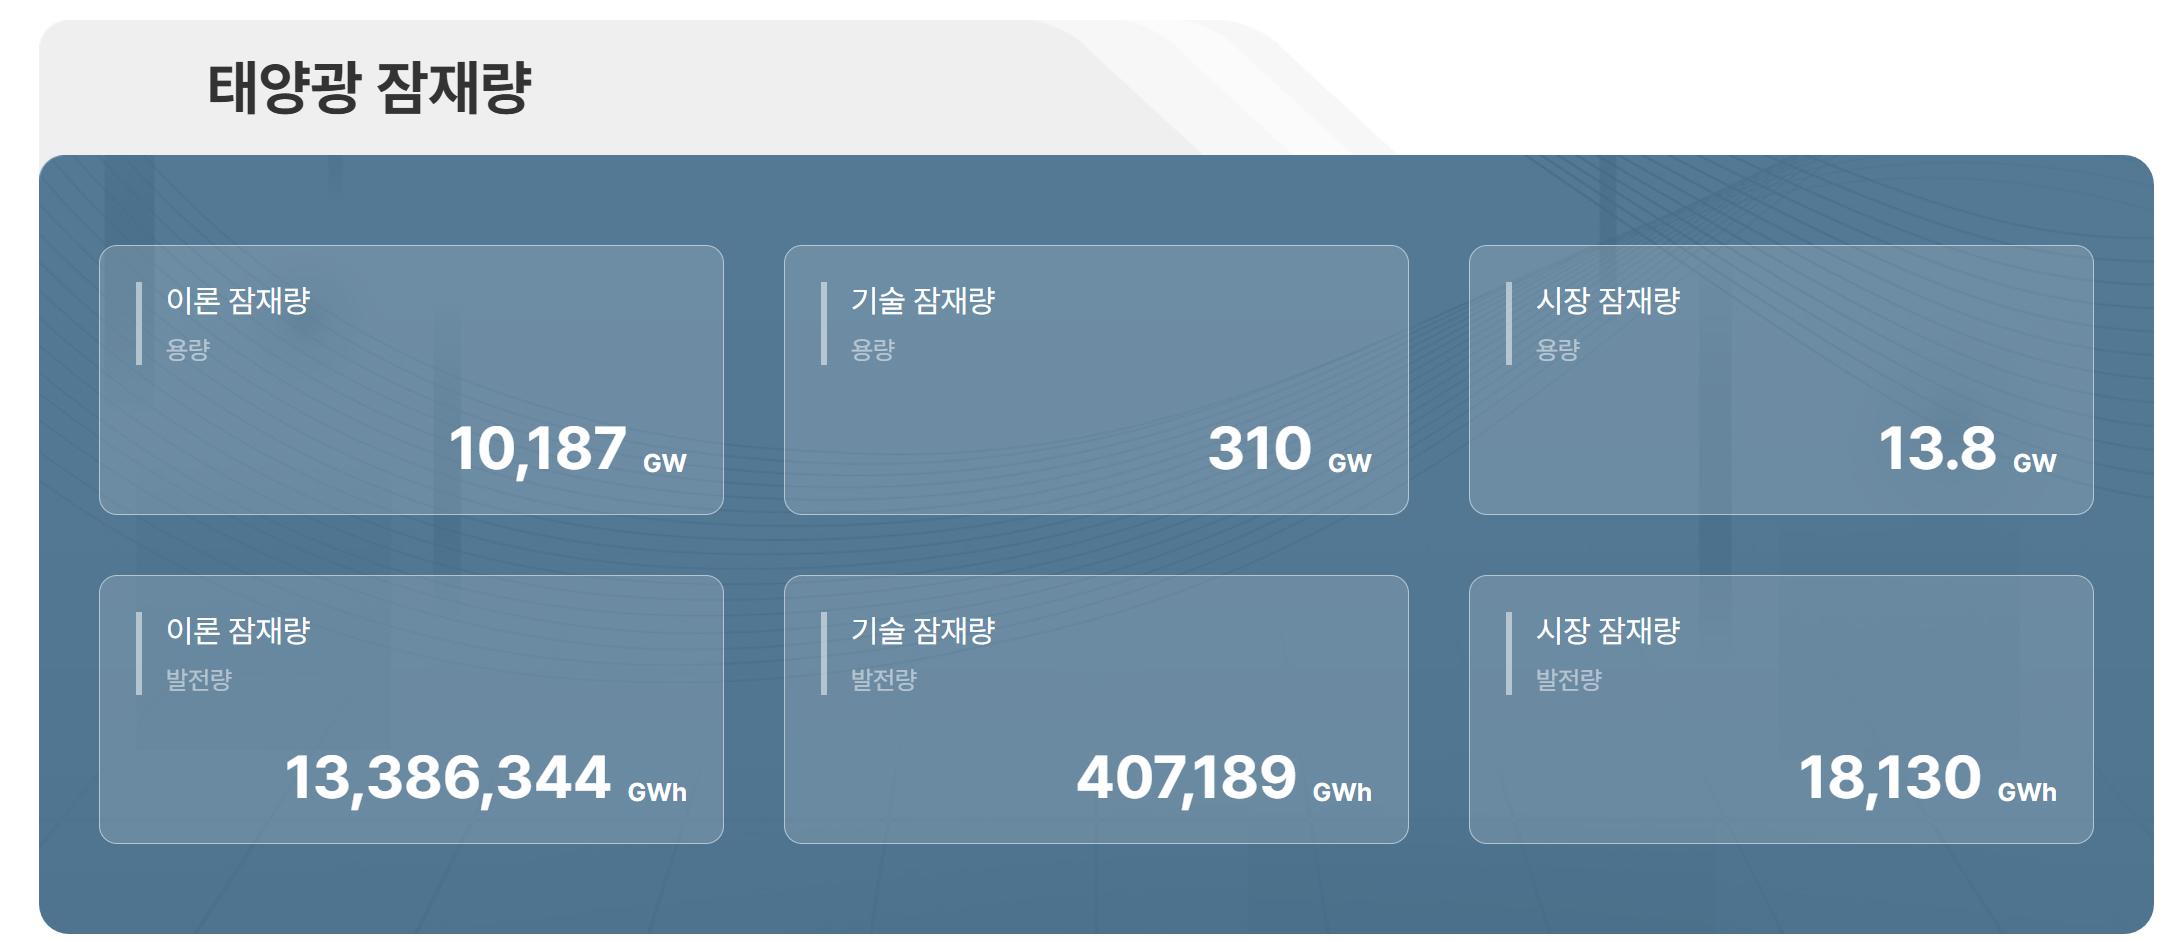 태양광 잠재량
이론 잠재량
용량
10,187 GW
기술 잠재량
용량
310 GW
시장 잠재량
용량
13.8 GW
이론 잠재량
발전량
13,386,344 GWh
기술 잠재량
발전량
407,189 GWh
시장 잠재량
발전량
18,130 GWh